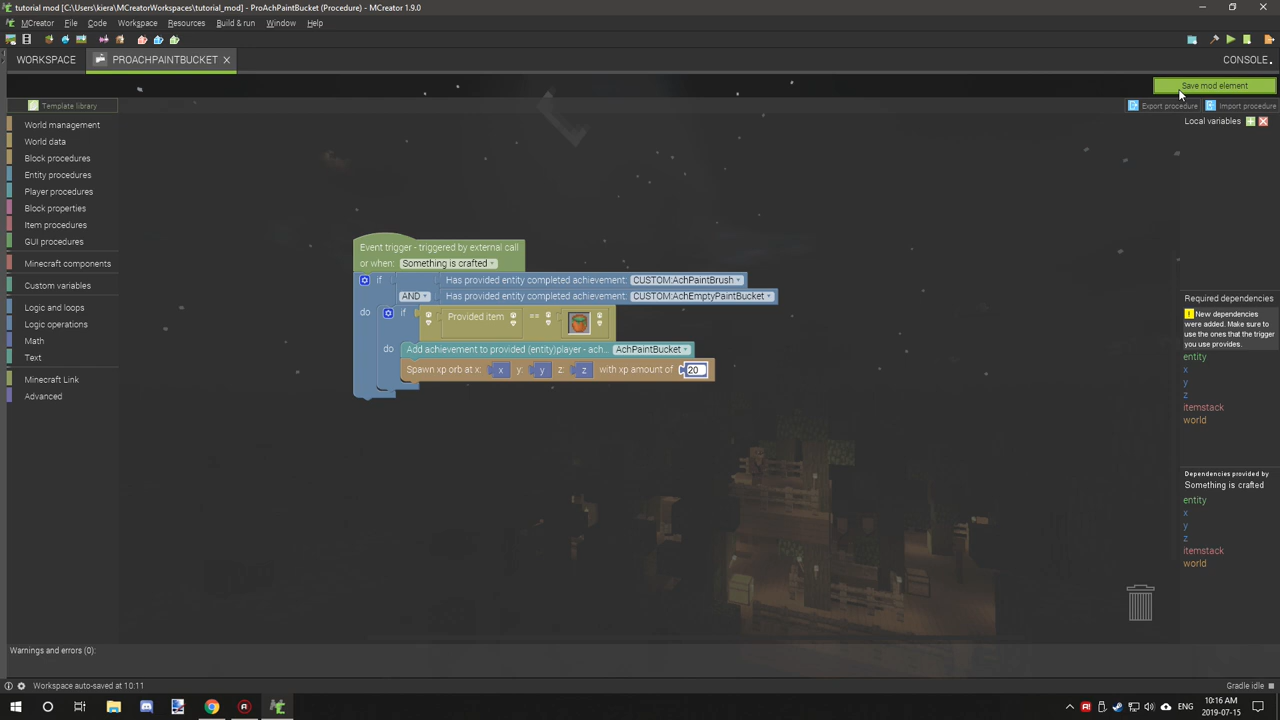 tutorial mod [C:\Users\kiera\MCreatorWorkspaces\tutorial_mod] - ProAchPaintBucket (Procedure) - MCreator 1.9.0
MCreator File Code Workspace Resources Build & run Window Help
WORKSPACE PROACHPAINTBUCKET CONSOLE
Save mod element
Template library Export procedure Import procedure
World management
World data
Block procedures
Entity procedures
Player procedures
Block properties
Item procedures
GUI procedures
Minecraft components
Custom variables
Logic and loops
Logic operations
Math
Text
Minecraft Link
Advanced
Event trigger - triggered by external call
or when: Something is crafted
if Has provided entity completed achievement: CUSTOM:AchPaintBrush
AND Has provided entity completed achievement: CUSTOM:AchEmptyPaintBucket
do if Provided item ==
do Add achievement to provided (entity)player - ach... AchPaintBucket
Spawn xp orb at x: x y: y z: z with xp amount of 20
Local variables
Required dependencies
! New dependencies
were added. Make sure
to use the ones that the trigger
you use provides.
entity
x
y
z
itemstack
world
Dependencies provided by
Something is crafted
entity
x
y
z
itemstack
world
Warnings and errors (0):
Workspace auto-saved at 10:11 Gradle idle
ENG 10:16 AM
2019-07-15